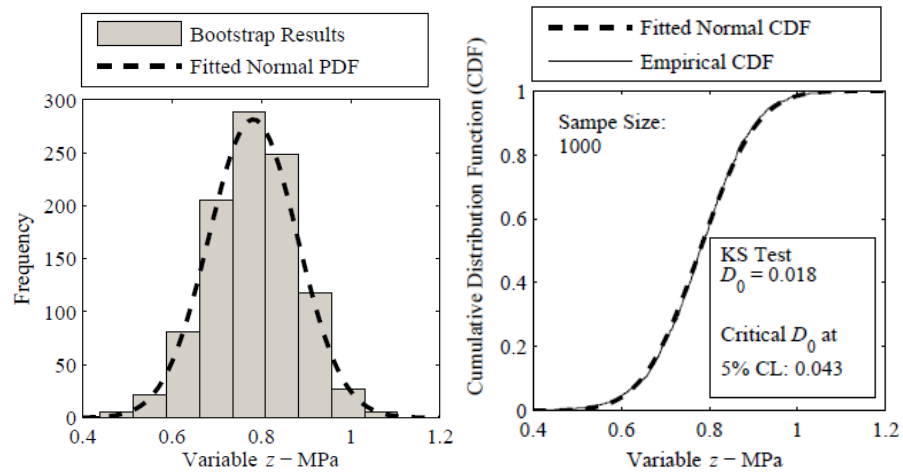 Bootstrap Results
Fitted Normal PDF
300
250
200
150
100
50
0
Frequency
0.4
0.6
0.8
1
1.2
Variable z – MPa
Fitted Normal CDF
Empirical CDF
1
0.8
0.6
0.4
0.2
0
Cumulative Distribution Function (CDF)
Sampe Size:
1000
KS Test
D0 = 0.018
Critical D0 at
5% CL: 0.043
0.4
0.6
0.8
1
1.2
Variable z – MPa